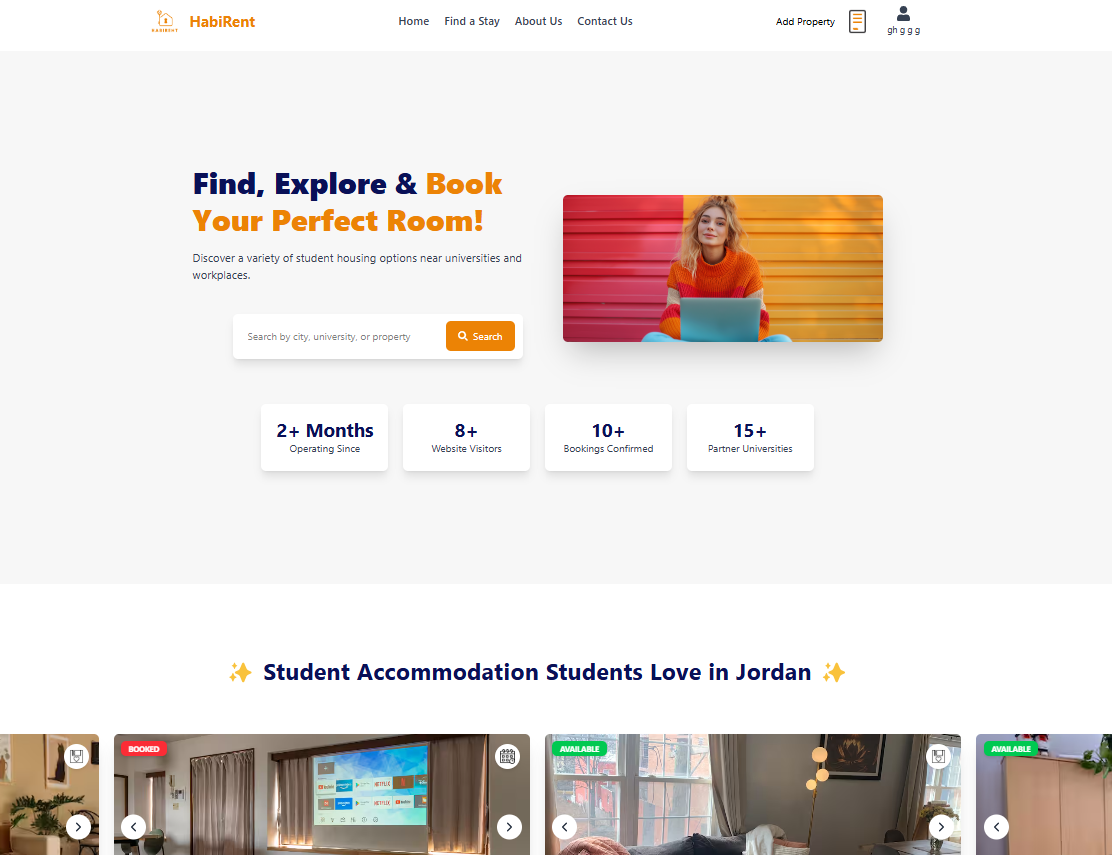 HABIRENT
HabiRent
Home
Find a Stay
About Us
Contact Us
Add Property
gh g g g
Find, Explore & Book
Your Perfect Room!
Discover a variety of student housing options near universities and
workplaces.
Search by city, university, or property
Search
2+ Months
Operating Since
8+
Website Visitors
10+
Bookings Confirmed
15+
Partner Universities
✨ Student Accommodation Students Love in Jordan ✨
BOOKED
AVAILABLE
AVAILABLE
NETFLIX
NETFLIX